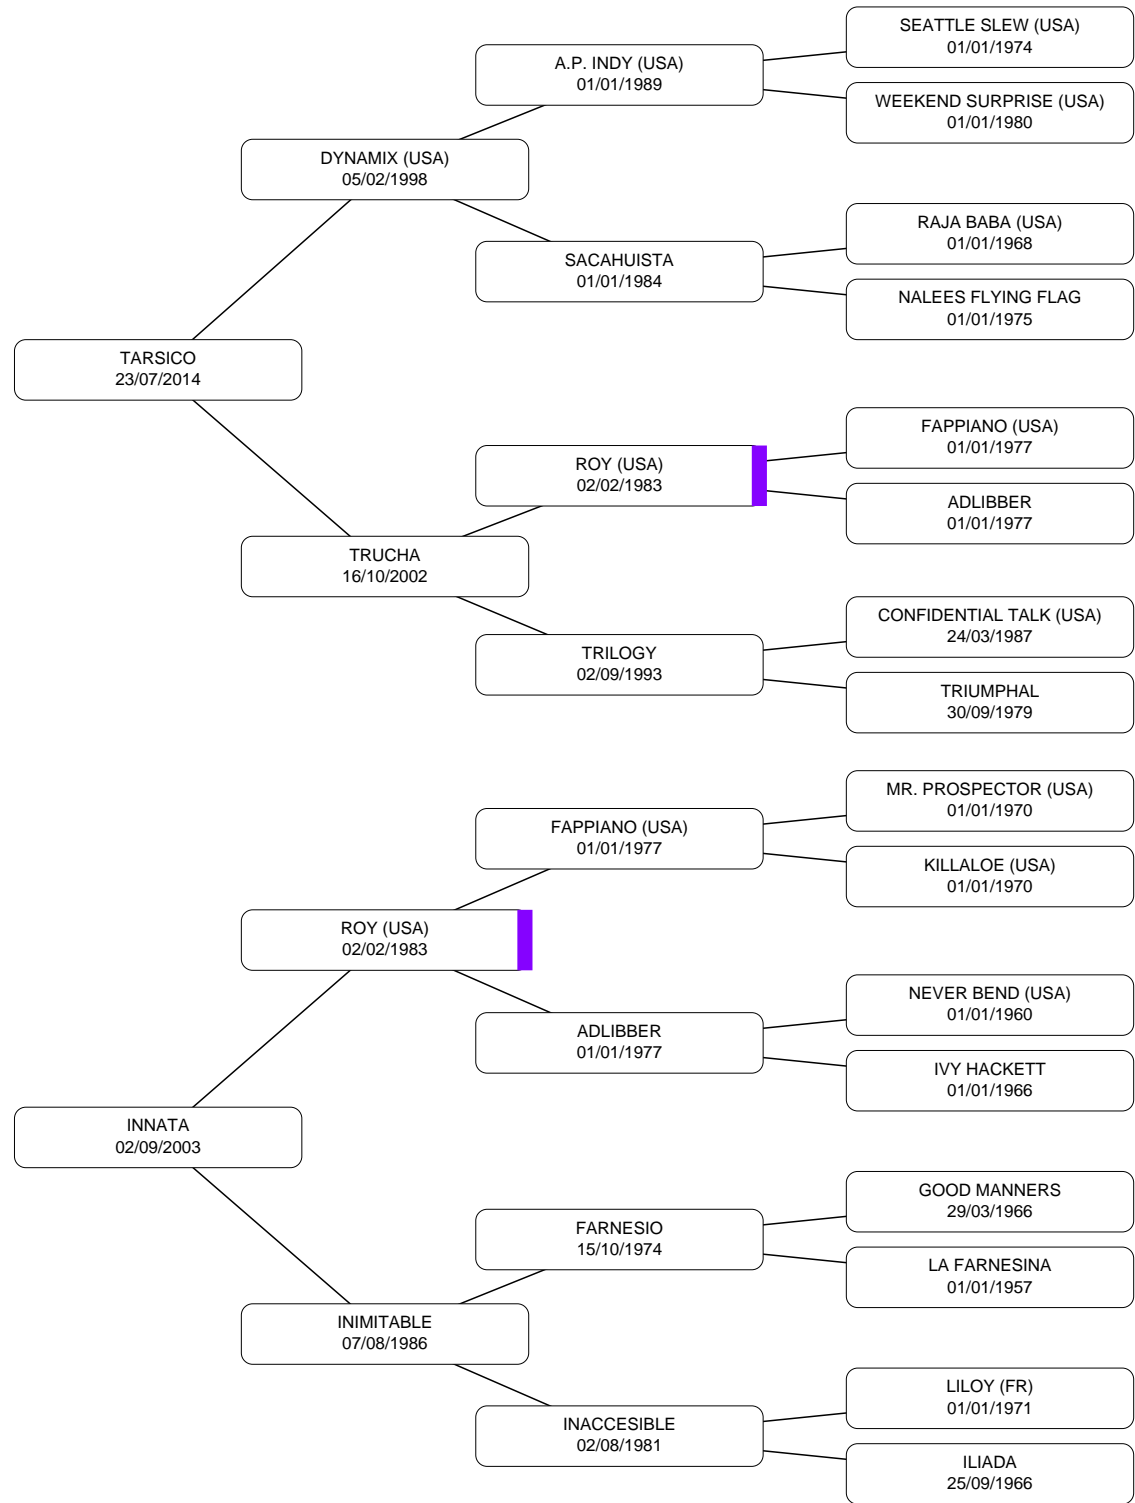 SEATTLE SLEW (USA)
01/01/1974
A.P. INDY (USA)
01/01/1989
WEEKEND SURPRISE (USA)
01/01/1980
DYNAMIX (USA)
05/02/1998
RAJA BABA (USA)
01/01/1968
SACAHUISTA
01/01/1984
NALEES FLYING FLAG
01/01/1975
TARSICO
23/07/2014
FAPPIANO (USA)
01/01/1977
ROY (USA)
02/02/1983
ADLIBBER
01/01/1977
TRUCHA
16/10/2002
CONFIDENTIAL TALK (USA)
24/03/1987
TRILOGY
02/09/1993
TRIUMPHAL
30/09/1979
MR. PROSPECTOR (USA)
01/01/1970
FAPPIANO (USA)
01/01/1977
KILLALOE (USA)
01/01/1970
ROY (USA)
02/02/1983
NEVER BEND (USA)
01/01/1960
ADLIBBER
01/01/1977
IVY HACKETT
01/01/1966
INNATA
02/09/2003
GOOD MANNERS
29/03/1966
FARNESIO
15/10/1974
LA FARNESINA
01/01/1957
INIMITABLE
07/08/1986
LILOY (FR)
01/01/1971
INACCESIBLE
02/08/1981
ILIADA
25/09/1966